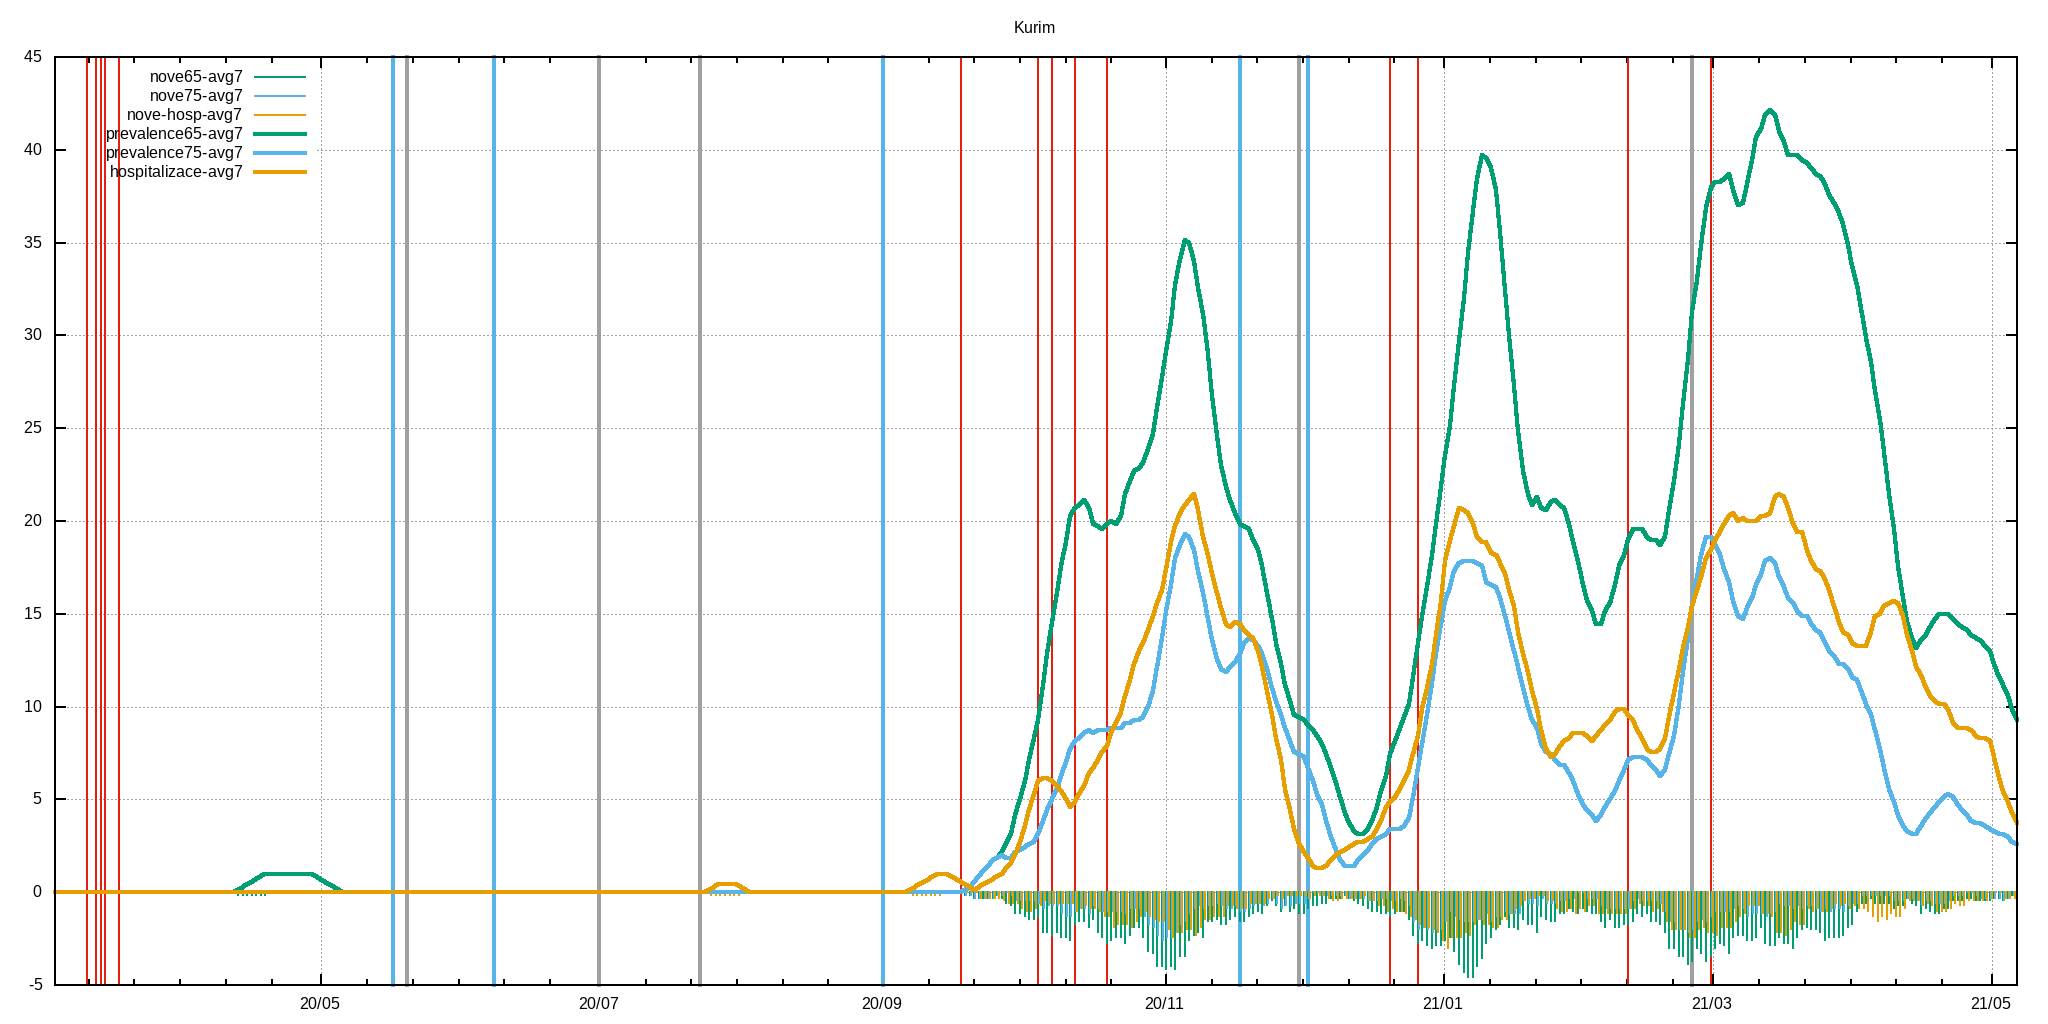 Kurim
45
nove65-avg7
nove75-avg7
nove-hosp-avg7
prevalence65-avg7
prevalence75-avg7
hospitalizace-avg7
40
35
30
25
20
15
10
5
0
-5
20/05 20/07 20/09 20/11 21/01 21/03 21/05